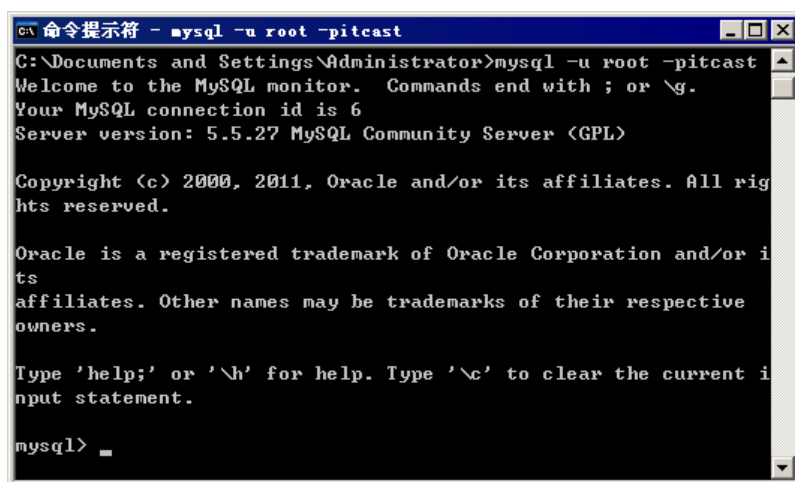 命令提示符 - mysql -u root -pitcast
C:\Documents and Settings\Administrator>mysql -u root -pitcast
Welcome to the MySQL monitor.  Commands end with ; or \g.
Your MySQL connection id is 6
Server version: 5.5.27 MySQL Community Server (GPL)
Copyright (c) 2000, 2011, Oracle and/or its affiliates. All rig
hts reserved.
Oracle is a registered trademark of Oracle Corporation and/or i
ts
affiliates. Other names may be trademarks of their respective
owners.
Type 'help;' or '\h' for help. Type '\c' to clear the current i
nput statement.
mysql> _